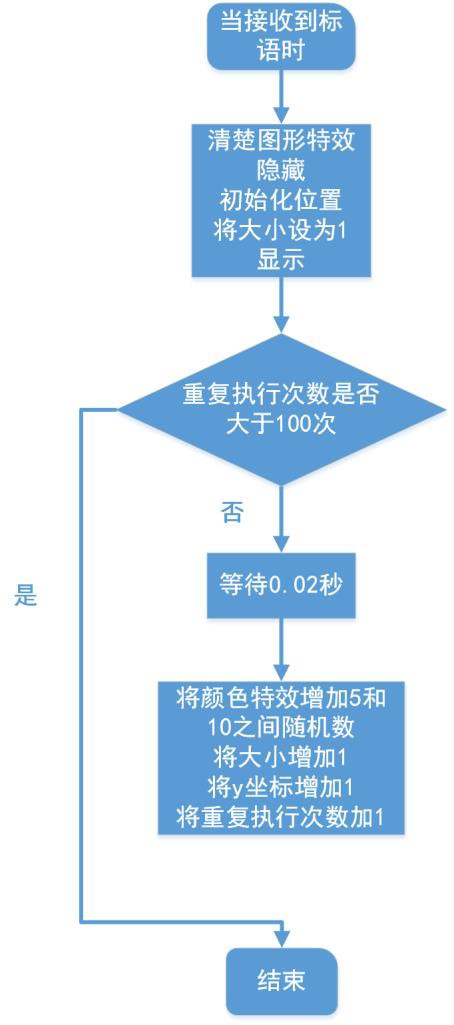 当接收到标
语时
清楚图形特效
隐藏
初始化位置
将大小设为1
显示
重复执行次数是否
大于100次
否
等待0.02秒
是
将颜色特效增加5和
10之间随机数
将大小增加1
将y坐标增加1
将重复执行次数加1
结束